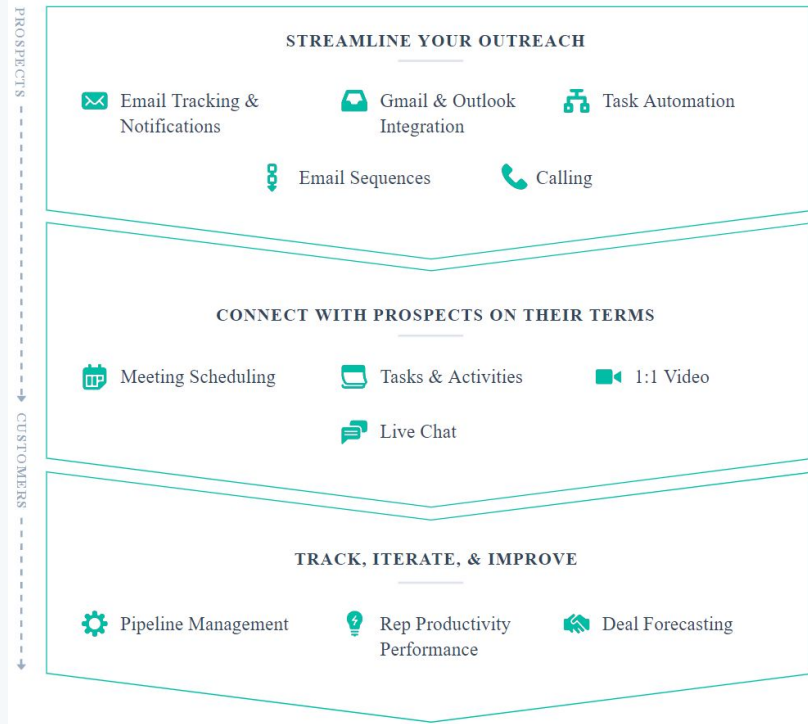 PROSPECTS
STREAMLINE YOUR OUTREACH
Email Tracking &
Notifications
Gmail & Outlook
Integration
Task Automation
Email Sequences
Calling
CONNECT WITH PROSPECTS ON THEIR TERMS
Meeting Scheduling
Tasks & Activities
1:1 Video
Live Chat
CUSTOMERS
TRACK, ITERATE, & IMPROVE
Pipeline Management
Rep Productivity
Performance
Deal Forecasting